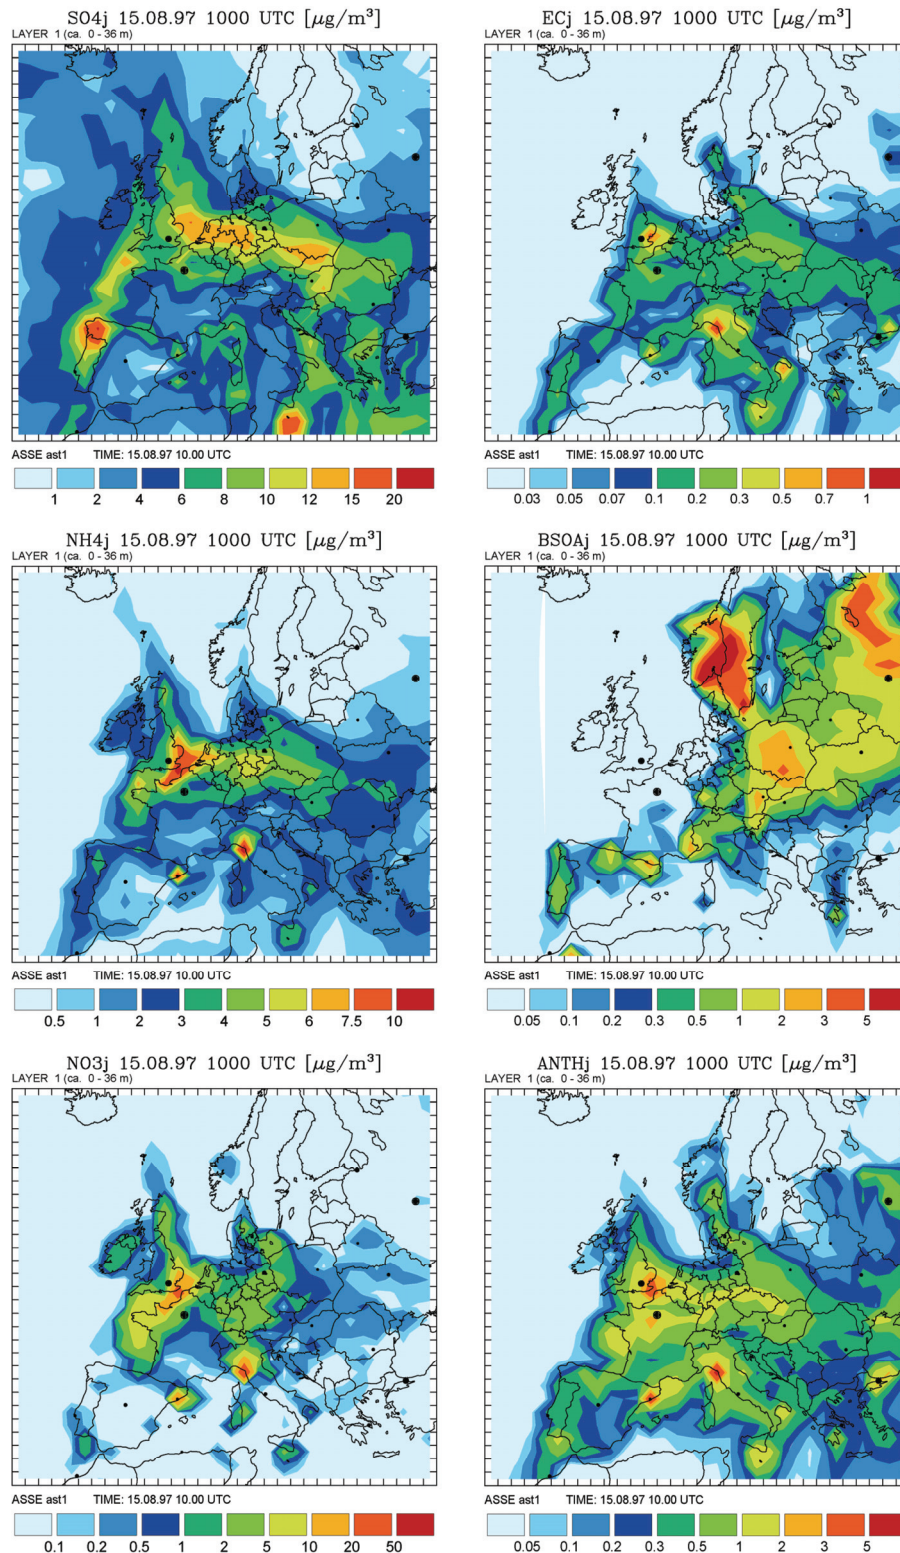 SO4j 15.08.97 1000 UTC [μg/m³]
LAYER 1 (ca. 0 - 36 m)
ASSE ast1 TIME: 15.08.97 10.00 UTC
1 2 4 6 8 10 12 15 20
ECj 15.08.97 1000 UTC [μg/m³]
LAYER 1 (ca. 0 - 36 m)
ASSE ast1 TIME: 15.08.97 10.00 UTC
0.03 0.05 0.07 0.1 0.2 0.3 0.5 0.7 1
NH4j 15.08.97 1000 UTC [μg/m³]
LAYER 1 (ca. 0 - 36 m)
ASSE ast1 TIME: 15.08.97 10.00 UTC
0.5 1 2 3 4 5 6 7.5 10
BSOAj 15.08.97 1000 UTC [μg/m³]
LAYER 1 (ca. 0 - 36 m)
ASSE ast1 TIME: 15.08.97 10.00 UTC
0.05 0.1 0.2 0.3 0.5 1 2 3 5
NO3j 15.08.97 1000 UTC [μg/m³]
LAYER 1 (ca. 0 - 36 m)
ASSE ast1 TIME: 15.08.97 10.00 UTC
0.1 0.2 0.5 1 2 5 10 20 50
ANTHj 15.08.97 1000 UTC [μg/m³]
LAYER 1 (ca. 0 - 36 m)
ASSE ast1 TIME: 15.08.97 10.00 UTC
0.05 0.1 0.2 0.3 0.5 1 2 3 5